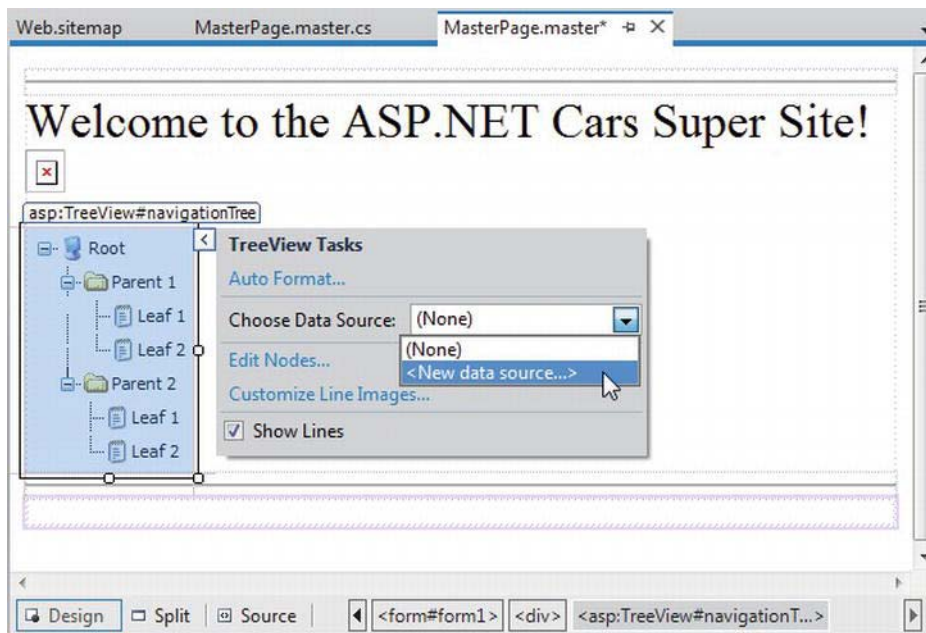 Web.sitemap MasterPage.master.cs MasterPage.master*
Welcome to the ASP.NET Cars Super Site!
asp:TreeView#navigationTree
Root
Parent 1
Leaf 1
Leaf 2
Parent 2
Leaf 1
Leaf 2
TreeView Tasks
Auto Format...
Choose Data Source: (None)
(None)
<New data source...>
Edit Nodes...
Customize Line Images...
Show Lines
Design Split Source <form#form1> <div> <asp:TreeView#navigationT...>